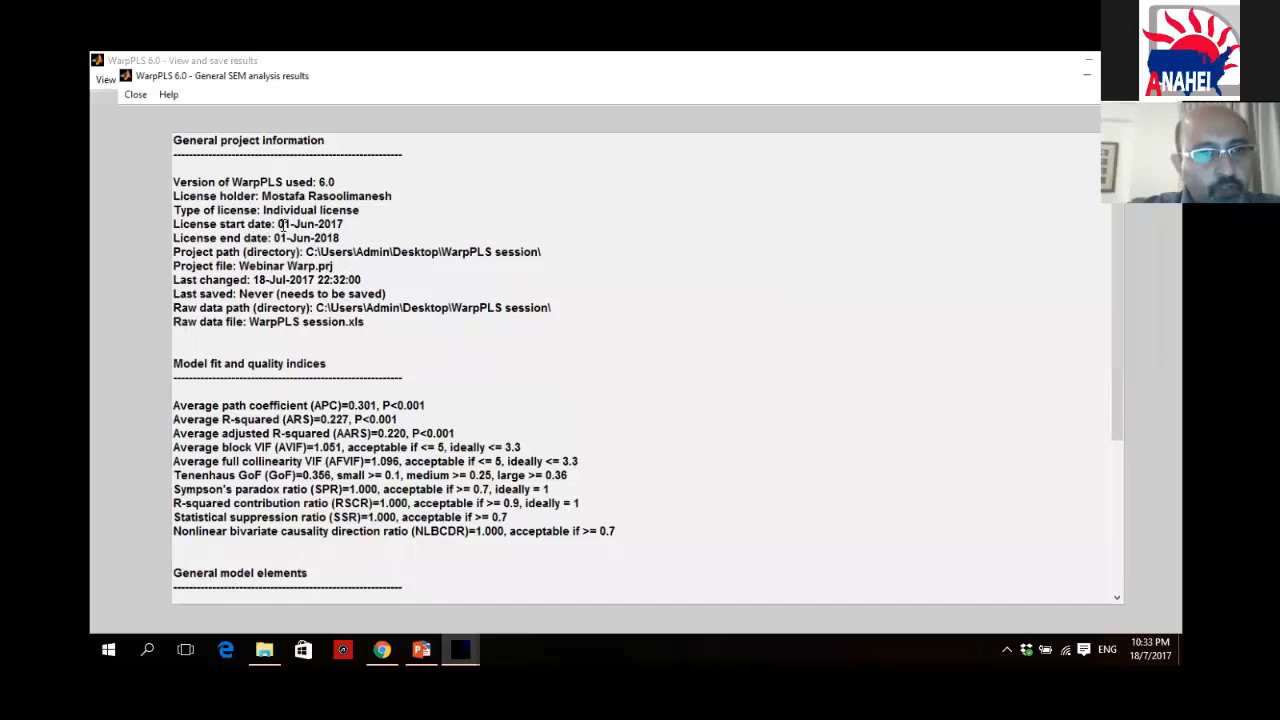 WarpPLS 6.0 - View and save results
View
WarpPLS 6.0 - General SEM analysis results
Close Help
General project information
-----------------------------------------------------------
Version of WarpPLS used: 6.0
License holder: Mostafa Rasoolimanesh
Type of license: Individual license
License start date: 01-Jun-2017
License end date: 01-Jun-2018
Project path (directory): C:\Users\Admin\Desktop\WarpPLS session\
Project file: Webinar Warp.prj
Last changed: 18-Jul-2017 22:32:00
Last saved: Never (needs to be saved)
Raw data path (directory): C:\Users\Admin\Desktop\WarpPLS session\
Raw data file: WarpPLS session.xls
Model fit and quality indices
-----------------------------------------------------------
Average path coefficient (APC)=0.301, P<0.001
Average R-squared (ARS)=0.227, P<0.001
Average adjusted R-squared (AARS)=0.220, P<0.001
Average block VIF (AVIF)=1.051, acceptable if <= 5, ideally <= 3.3
Average full collinearity VIF (AFVIF)=1.096, acceptable if <= 5, ideally <= 3.3
Tenenhaus GoF (GoF)=0.356, small >= 0.1, medium >= 0.25, large >= 0.36
Sympson's paradox ratio (SPR)=1.000, acceptable if >= 0.7, ideally = 1
R-squared contribution ratio (RSCR)=1.000, acceptable if >= 0.9, ideally = 1
Statistical suppression ratio (SSR)=1.000, acceptable if >= 0.7
Nonlinear bivariate causality direction ratio (NLBCDR)=1.000, acceptable if >= 0.7
General model elements
-----------------------------------------------------------
ANAHEI
ENG
10:33 PM
18/7/2017